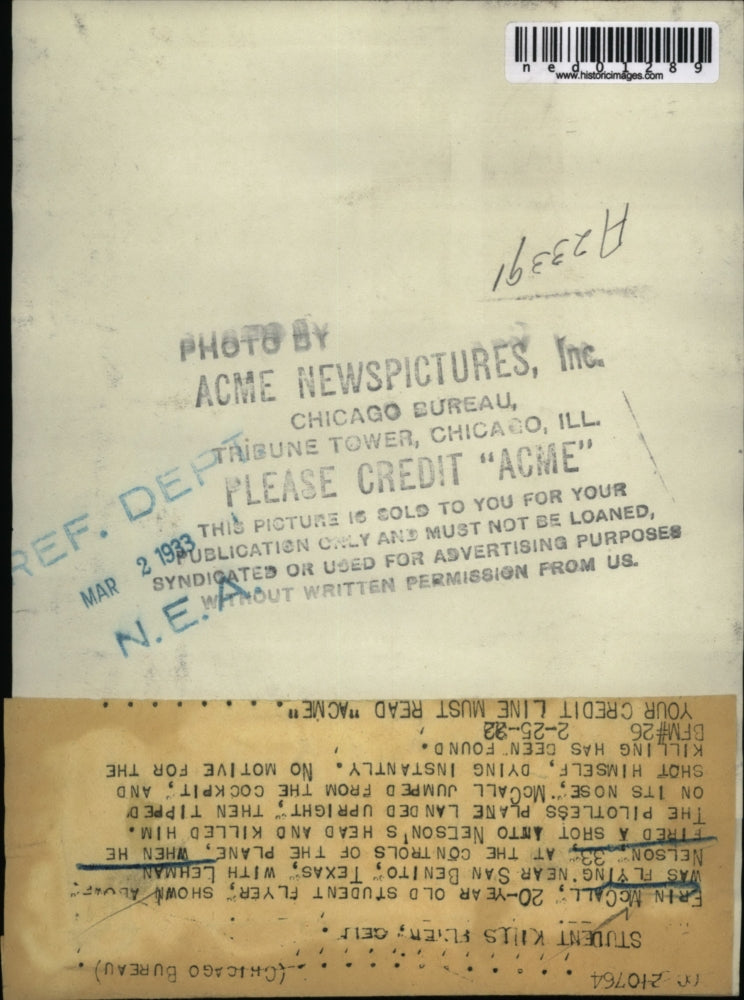 ned01289
www.historicimages.com
A23391
PHOTO BY
ACME NEWSPICTURES, Inc.
CHICAGO BUREAU,
TRIBUNE TOWER, CHICAGO, ILL.
PLEASE CREDIT "ACME"
THIS PICTURE IS SOLD TO YOU FOR YOUR
PUBLICATION ONLY AND MUST NOT BE LOANED,
SYNDICATED OR USED FOR ADVERTISING PURPOSES
WITHOUT WRITTEN PERMISSION FROM US.
REF. DEPT
MAR 2 1933
N.E.A.
210764 (CHICAGO BUREAU)
STUDENT KILLS FLIER, SELF
ERIN MCCALL, 20-YEAR OLD STUDENT FLYER, SHOWN ABOVE,
WAS FLYING NEAR SAN BENITO, TEXAS, WITH LEHMAN
NELSON, 33, AT THE CONTROLS OF THE PLANE, WHEN HE
FIRED A SHOT INTO NELSON'S HEAD AND KILLED HIM.
THE PILOTLESS PLANE LANDED UPRIGHT, THEN TIPPED
ON ITS NOSE, MCCALL JUMPED FROM THE COCKPIT, AND
SHOT HIMSELF, DYING INSTANTLY. NO MOTIVE FOR THE
KILLING HAS BEEN FOUND.
BFM#26 2-25-
YOUR CREDIT LINE MUST READ "ACME"